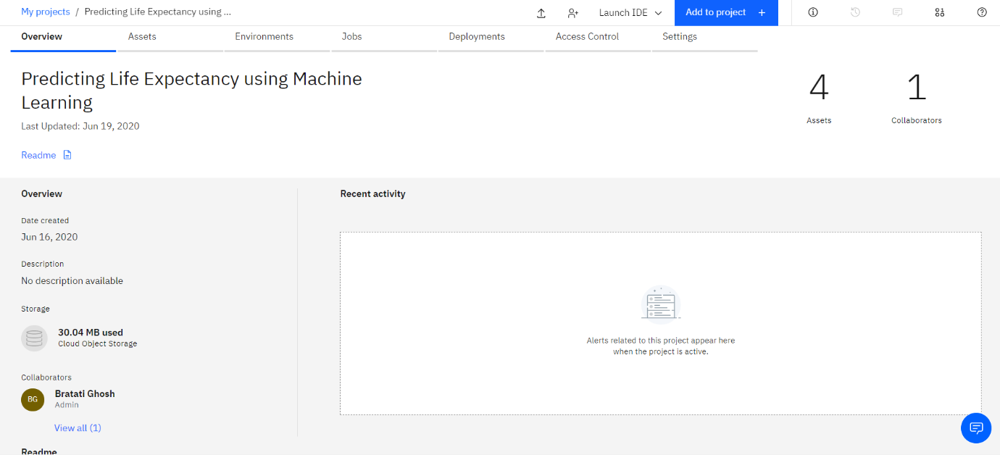 My projects / Predicting Life Expectancy using ...
Launch IDE
Add to project +
Overview
Assets
Environments
Jobs
Deployments
Access Control
Settings
Predicting Life Expectancy using Machine
Learning
Last Updated: Jun 19, 2020
Readme
4
Assets
1
Collaborators
Overview
Date created
Jun 16, 2020
Description
No description available
Storage
30.04 MB used
Cloud Object Storage
Collaborators
BG
Bratati Ghosh
Admin
View all (1)
Readme
Recent activity
Alerts related to this project appear here
when the project is active.